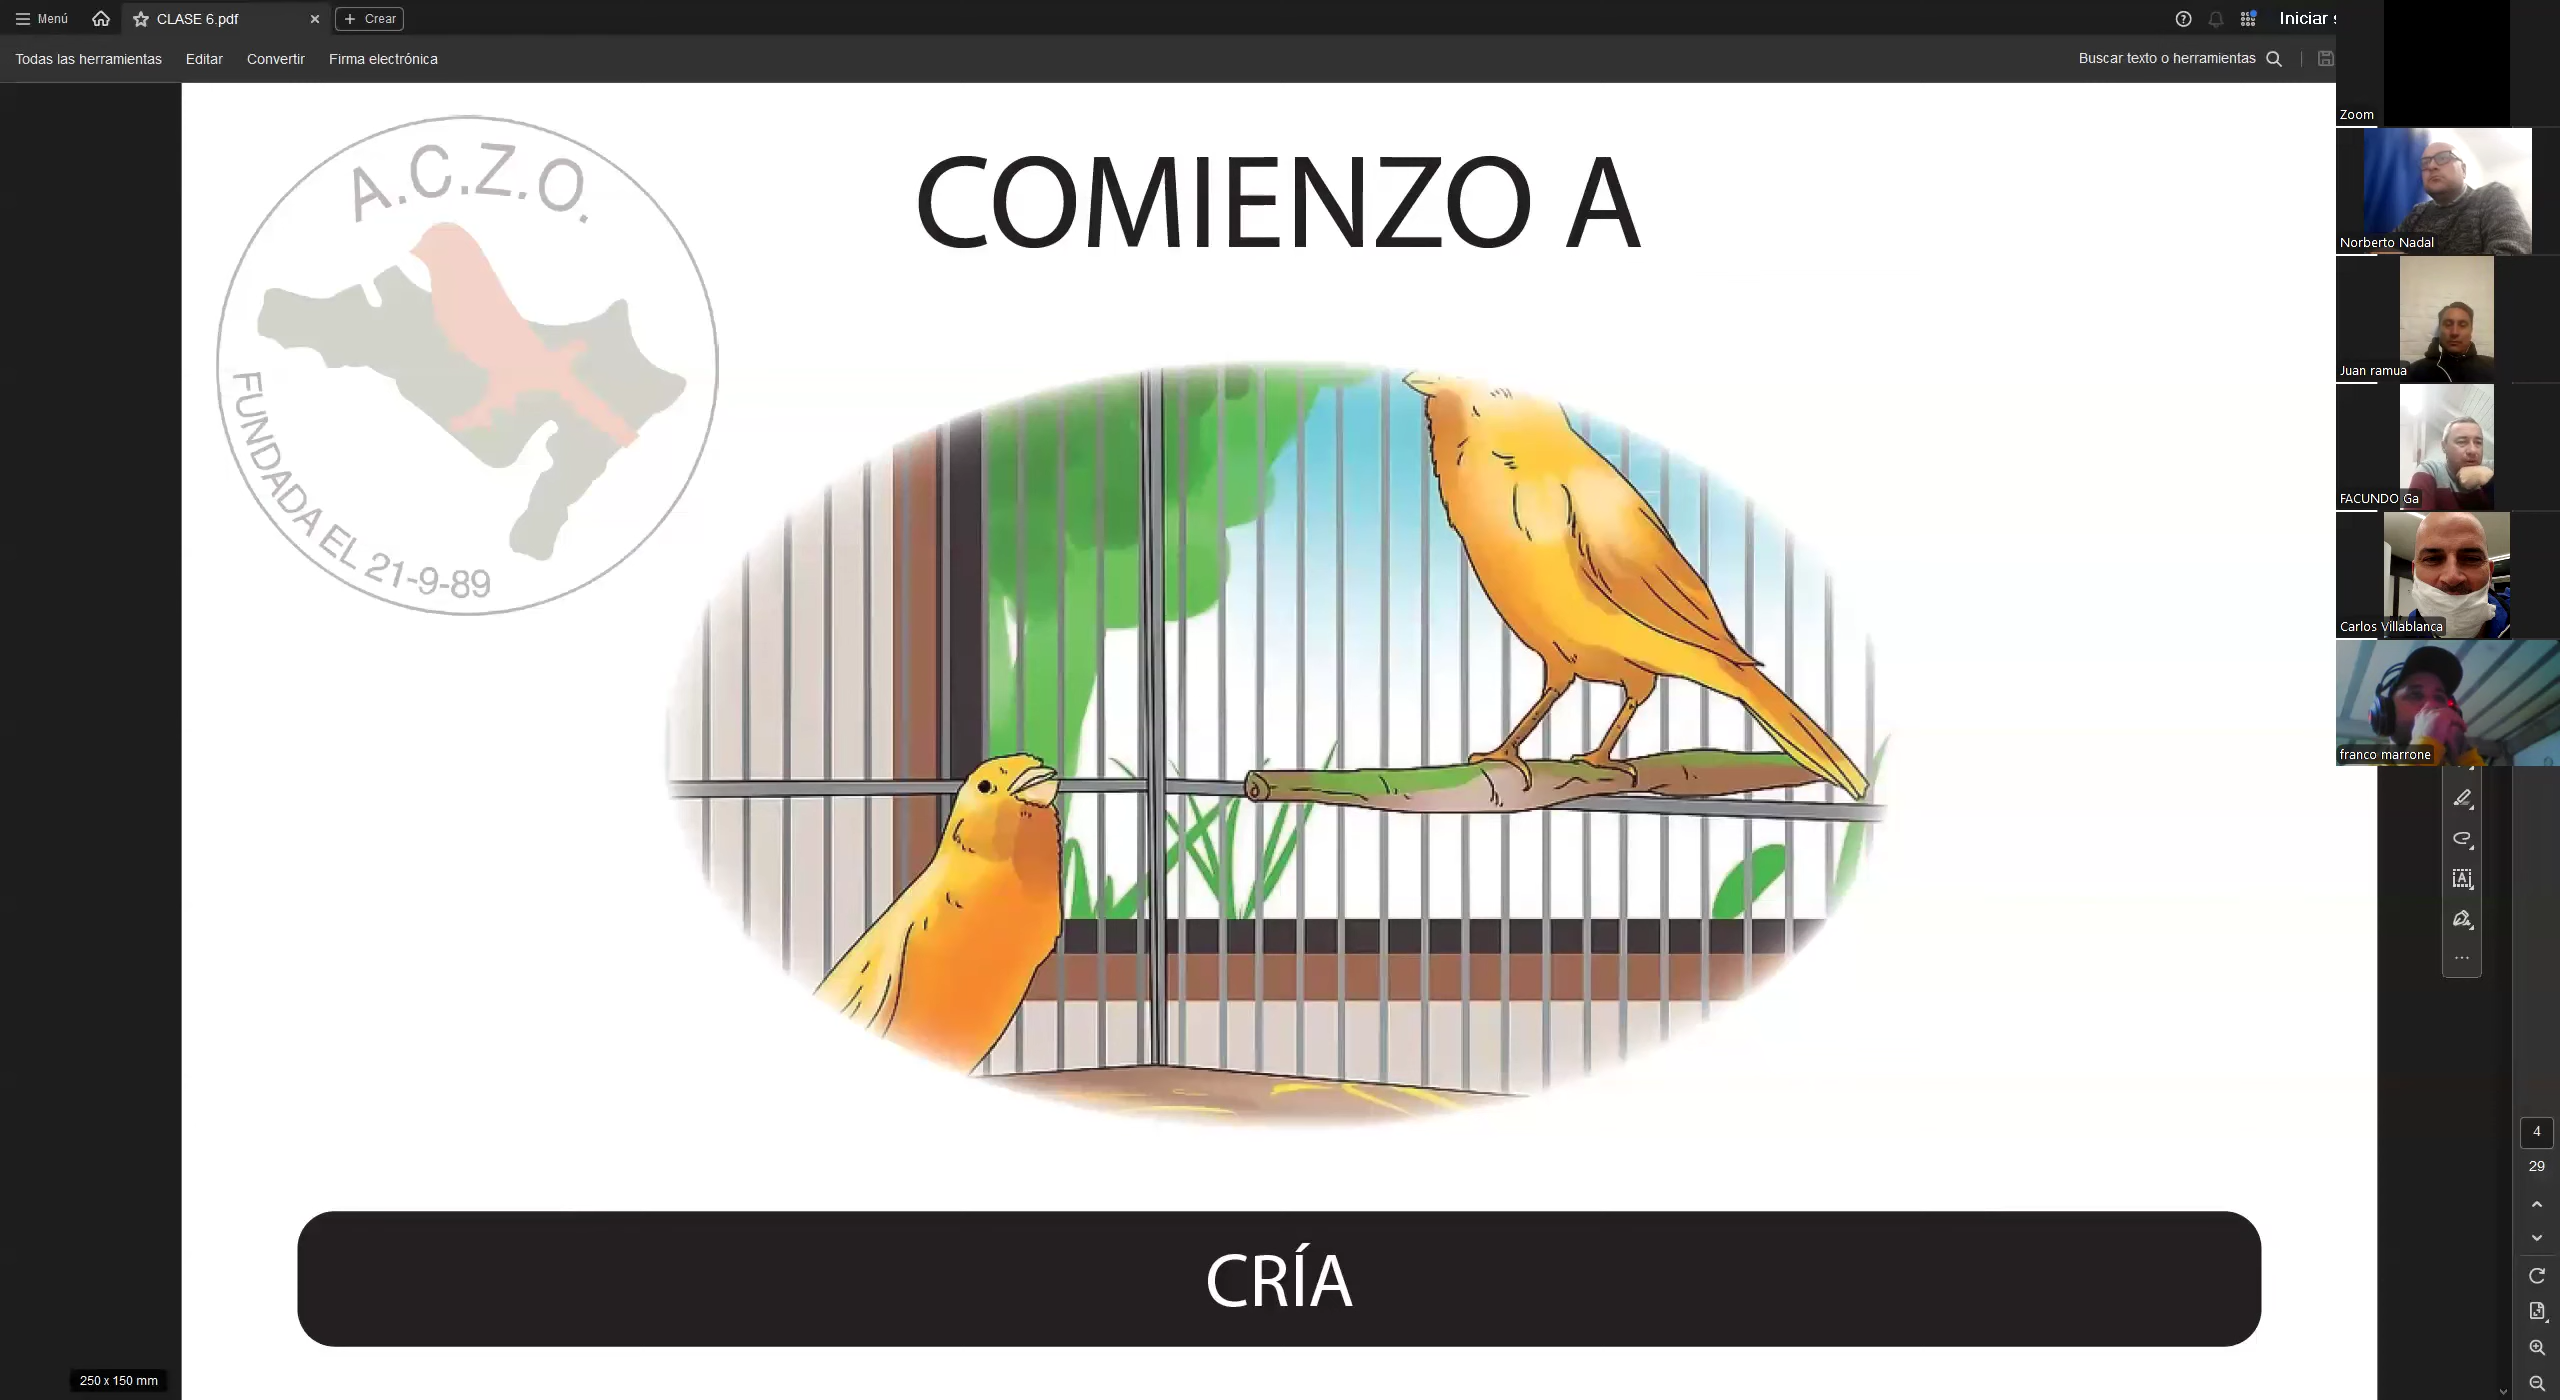 Menú
CLASE 6.pdf
Crear
Iniciar s
Todas las herramientas
Editar
Convertir
Firma electrónica
Buscar texto o herramientas
A.C.Z.O.
FUNDADA EL 21-9-89
COMIENZO A
CRÍA
250 x 150 mm
Zoom
Norberto Nadal
Juan ramua
FACUNDO Ga
Carlos Villablanca
franco marrone
4
29